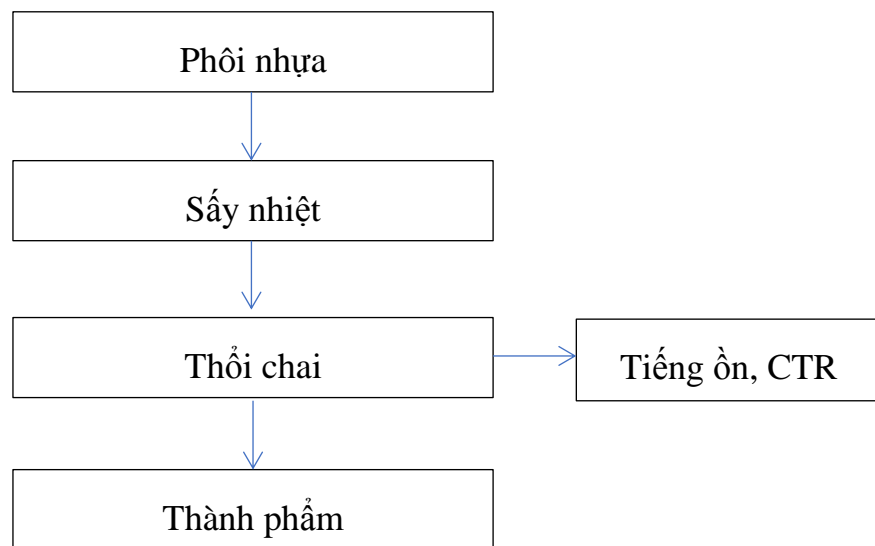 Phôi nhựa
Sấy nhiệt
Thổi chai
Tiếng ồn, CTR
Thành phẩm